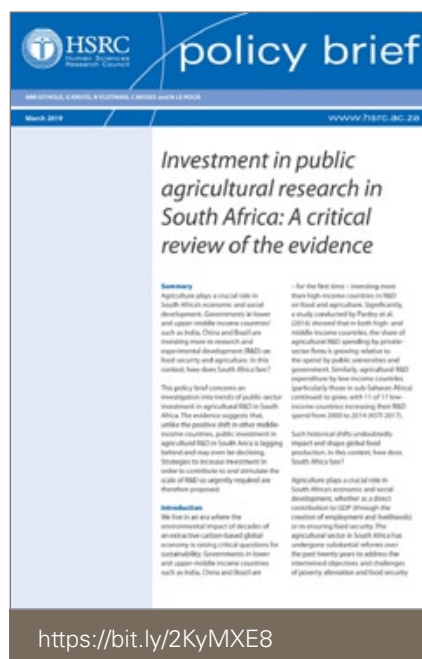 HSRC
Human Sciences
Research Council
policy brief
MM SITHOLE, G KRUSS, N VLOTMAN, C MOSES and N LE ROUX
March 2019
www.hsrc.ac.za
Investment in public
agricultural research in
South Africa: A critical
review of the evidence
Summary
Agriculture plays a crucial role in
South Africa's economic and social
development. Governments in lower
and upper-middle income countries
such as India, China and Brazil are
investing more in research and
experimental development (R&D) on
food security and agriculture. In this
context, how does South Africa fare?
This policy brief concerns an
investigation into trends of public-sector
investment in agricultural R&D in South
Africa. The evidence suggests that,
unlike the positive shift in other middle-
income countries, public investment in
agricultural R&D in South Africa is lagging
behind and may even be declining.
Strategies to increase investment in
order to contribute to and stimulate the
scale of R&D so urgently required are
therefore proposed.
Introduction
We live in an era where the
environmental impact of decades of
an extractive carbon-based global
economy is raising critical questions for
sustainability. Governments in lower
and upper-middle income countries
such as India, China and Brazil are
– for the first time – investing more
than high-income countries in R&D
on food and agriculture. Significantly,
a study conducted by Pardey et al.
(2016) showed that in both high- and
middle-income countries, the share of
agricultural R&D spending by private-
sector firms is growing relative to
the spend by public universities and
government. Similarly, agricultural R&D
expenditure by low-income countries
(particularly those in sub-Saharan Africa)
continued to grow, with 11 of 17 low-
income countries increasing their R&D
spend from 2000 to 2014 (ASTI 2017).
Such historical shifts undoubtedly
impact and shape global food
production. In this context, how does
South Africa fare?
Agriculture plays a crucial role in
South Africa's economic and social
development, whether as a direct
contribution to GDP (through the
creation of employment and livelihoods)
or to ensuring food security. The
agricultural sector in South Africa has
undergone substantial reforms over
the past twenty years to address the
intertwined objectives and challenges
of poverty alleviation and food security
https://bit.ly/2KyMXE8